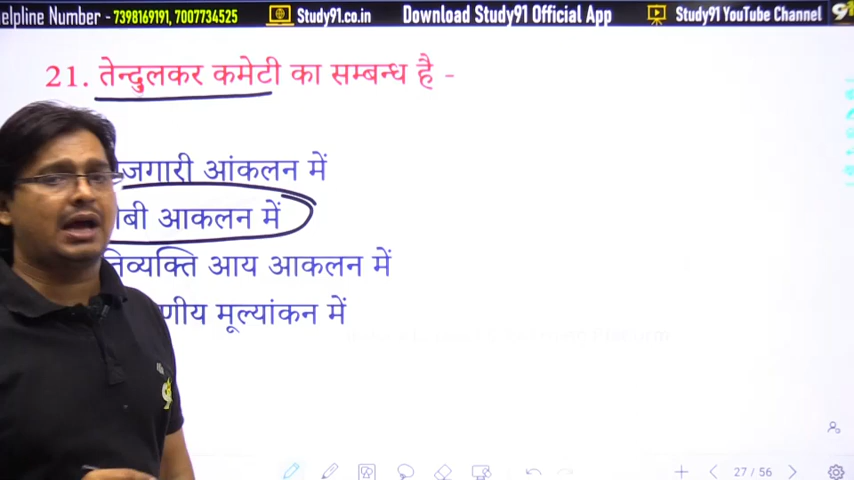 elpline Number - 7398169191, 7007734525 Study91.co.in Download Study91 Official App Study91 YouTube Channel 91
21. तेन्दुलकर कमेटी का सम्बन्ध है -
जगारी आंकलन में
बी आकलन में
तिव्यक्ति आय आकलन में
णीय मूल्यांकन में
27 / 56